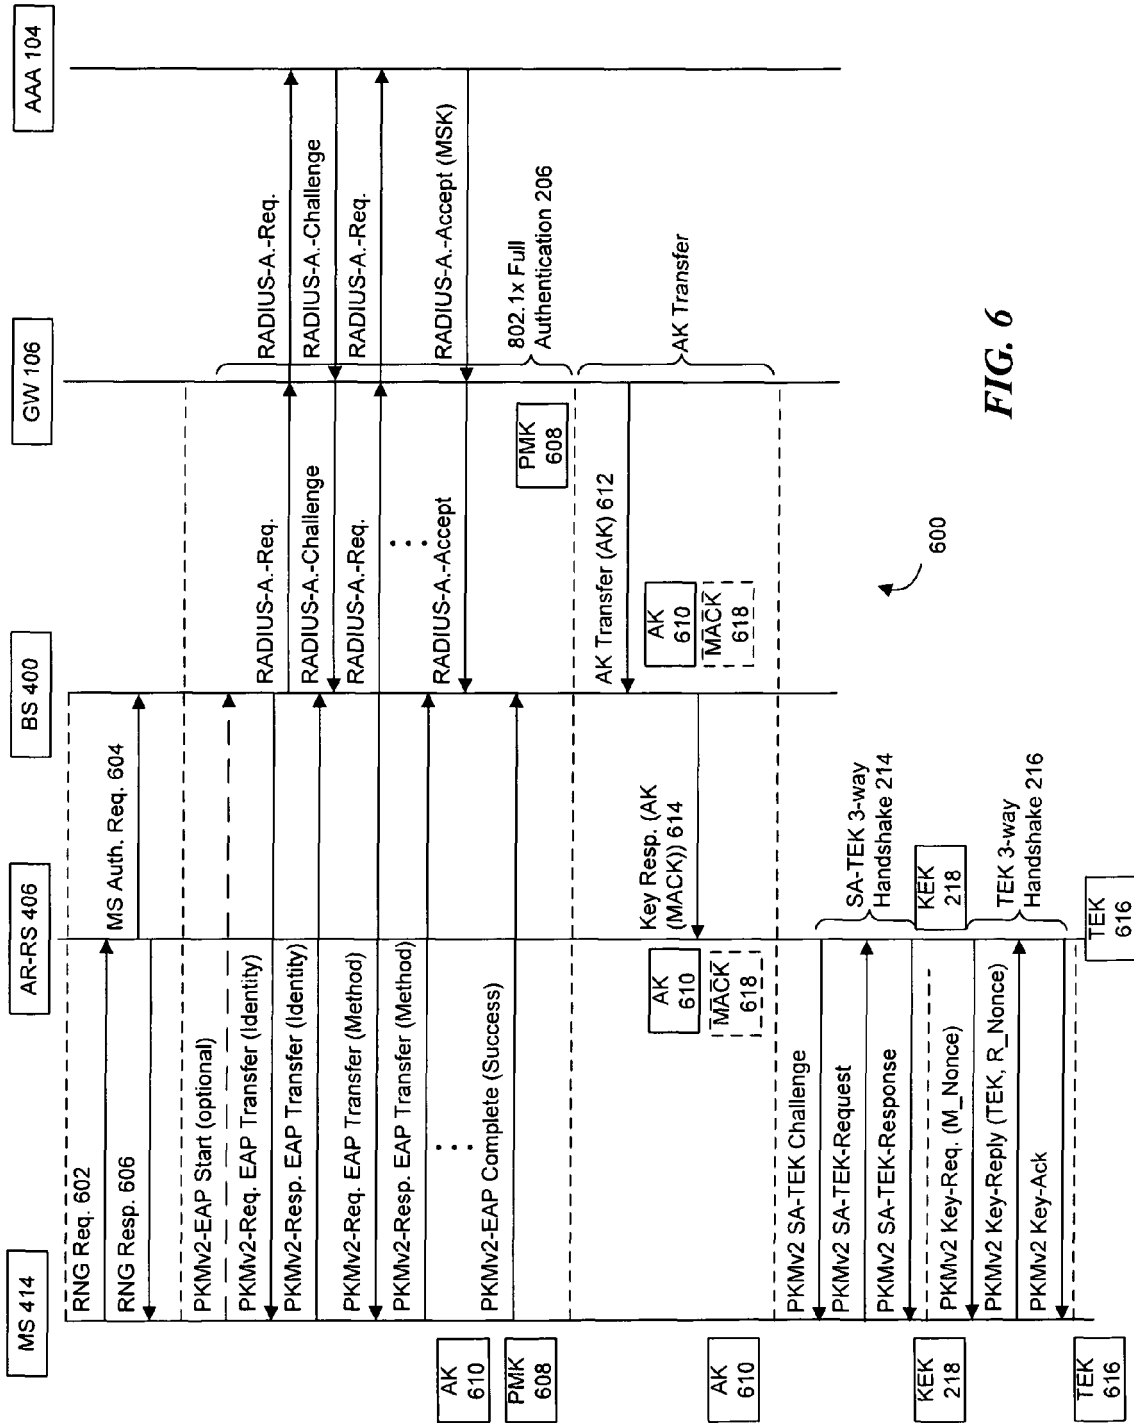 MS 414
AR-RS 406
BS 400
GW 106
AAA 104
RNG Req. 602
MS Auth. Req. 604
RNG Resp. 606
PKMv2-EAP Start (optional)
PKMv2-Req. EAP Transfer (Identity)
RADIUS-A.-Req.
RADIUS-A.-Req.
PKMv2-Resp. EAP Transfer (Identity)
RADIUS-A.-Challenge
RADIUS-A.-Challenge
PKMv2-Req. EAP Transfer (Method)
RADIUS-A.-Req.
RADIUS-A.-Req.
PKMv2-Resp. EAP Transfer (Method)
RADIUS-A.-Accept
RADIUS-A.-Accept (MSK)
AK
610
PKMv2-EAP Complete (Success)
PMK
608
PMK
608
802.1x Full
Authentication 206
AK Transfer (AK) 612
AK Transfer
AK
610
MACK
618
Key Resp. (AK
(MACK)) 614
AK
610
AK
610
MACK
618
PKMv2 SA-TEK Challenge
PKMv2 SA-TEK-Request
PKMv2 SA-TEK-Response
SA-TEK 3-way
Handshake 214
KEK
218
KEK
218
PKMv2 Key-Req. (M_Nonce)
PKMv2 Key-Reply (TEK, R_Nonce)
PKMv2 Key-Ack
TEK 3-way
Handshake 216
TEK
616
TEK
616
600
FIG. 6